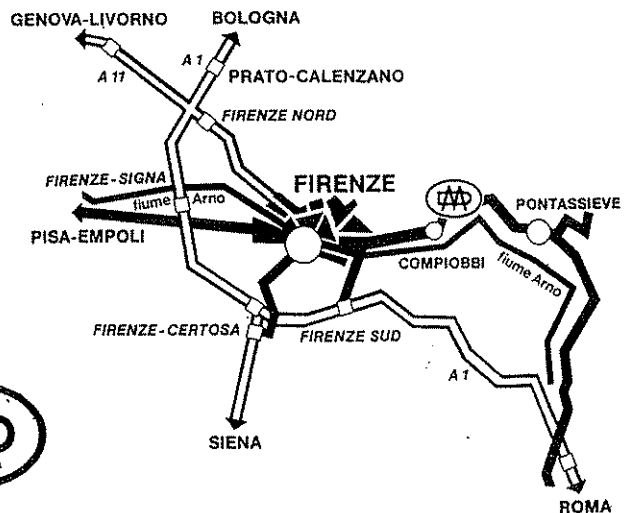 GENOVA-LIVORNO
BOLOGNA
A 11
A 1
PRATO-CALENZANO
FIRENZE NORD
FIRENZE-SIGNA
fiume Arno
FIRENZE
PONTASSIEVE
PISA-EMPOLI
COMPIOBBI
fiume Arno
FIRENZE-CERTOSA
FIRENZE SUD
A 1
SIENA
ROMA